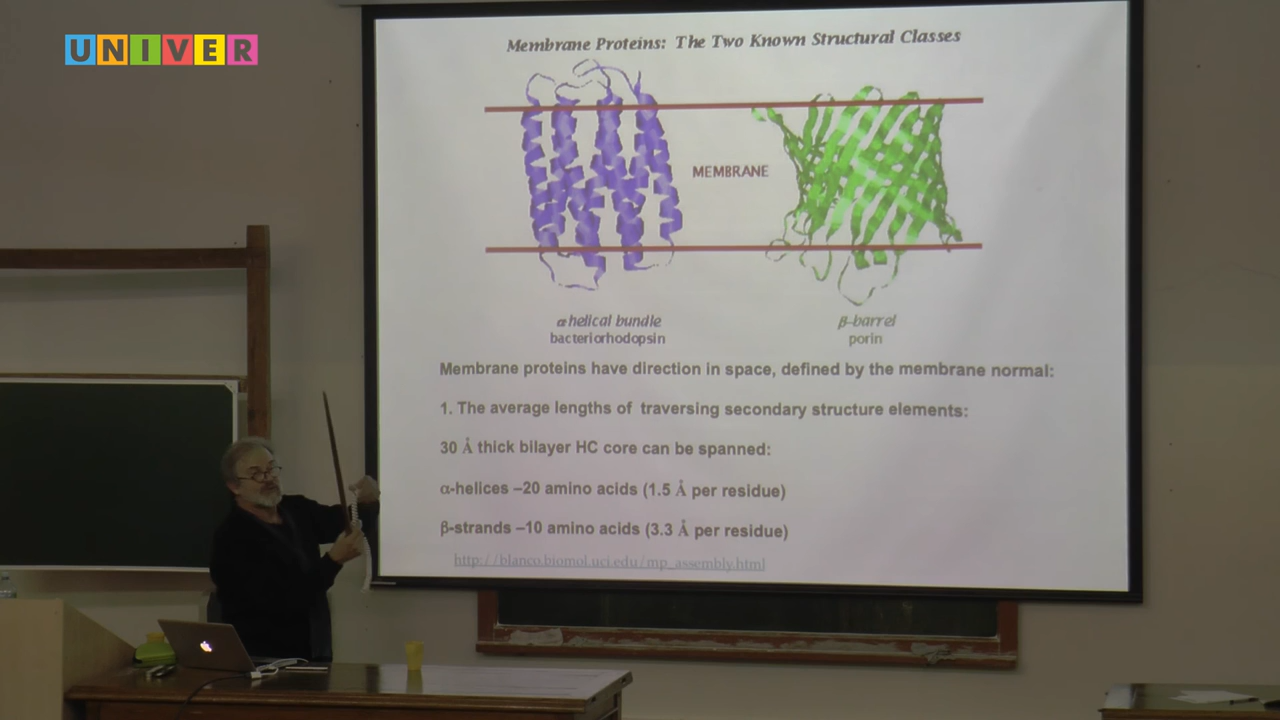 UNIVER
Membrane Proteins: The Two Known Structural Classes
MEMBRANE
α-helical bundle
bacteriorhodopsin
β-barrel
porin
Membrane proteins have direction in space, defined by the membrane normal:
1. The average lengths of traversing secondary structure elements:
30 Å thick bilayer HC core can be spanned:
α-helices –20 amino acids (1.5 Å per residue)
β-strands –10 amino acids (3.3 Å per residue)
http://blanco.biomol.uci.edu/mp_assembly.html